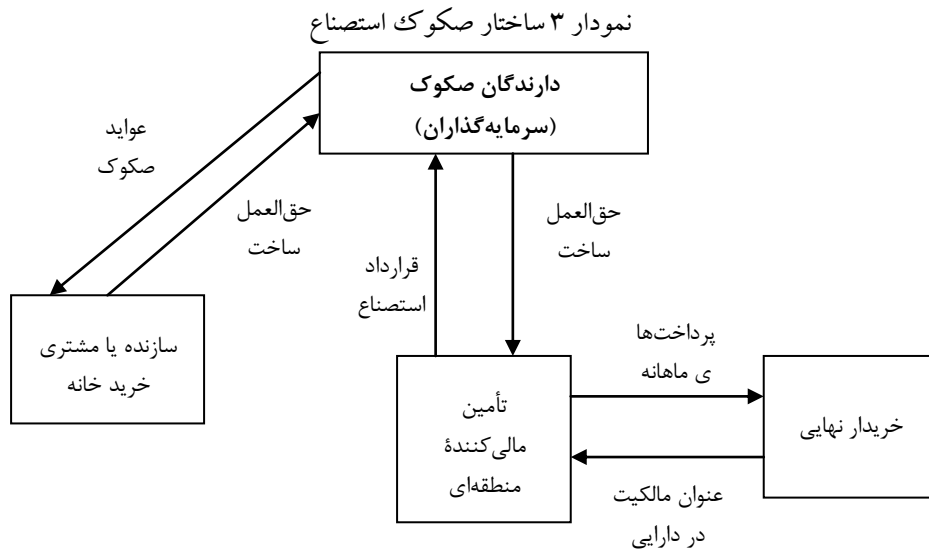 نمودار ۳ ساختار صکوک استصناع
دارندگان صکوک
(سرمایه‌گذاران)
عواید
صکوک
حق‌العمل
ساخت
قرارداد
استصناع
حق‌العمل
ساخت
سازنده یا مشتری
خرید خانه
تأمین
مالی‌کنندۀ
منطقه‌ای
پرداخت‌ها
ی ماهانه
خریدار نهایی
عنوان مالکیت
در دارایی